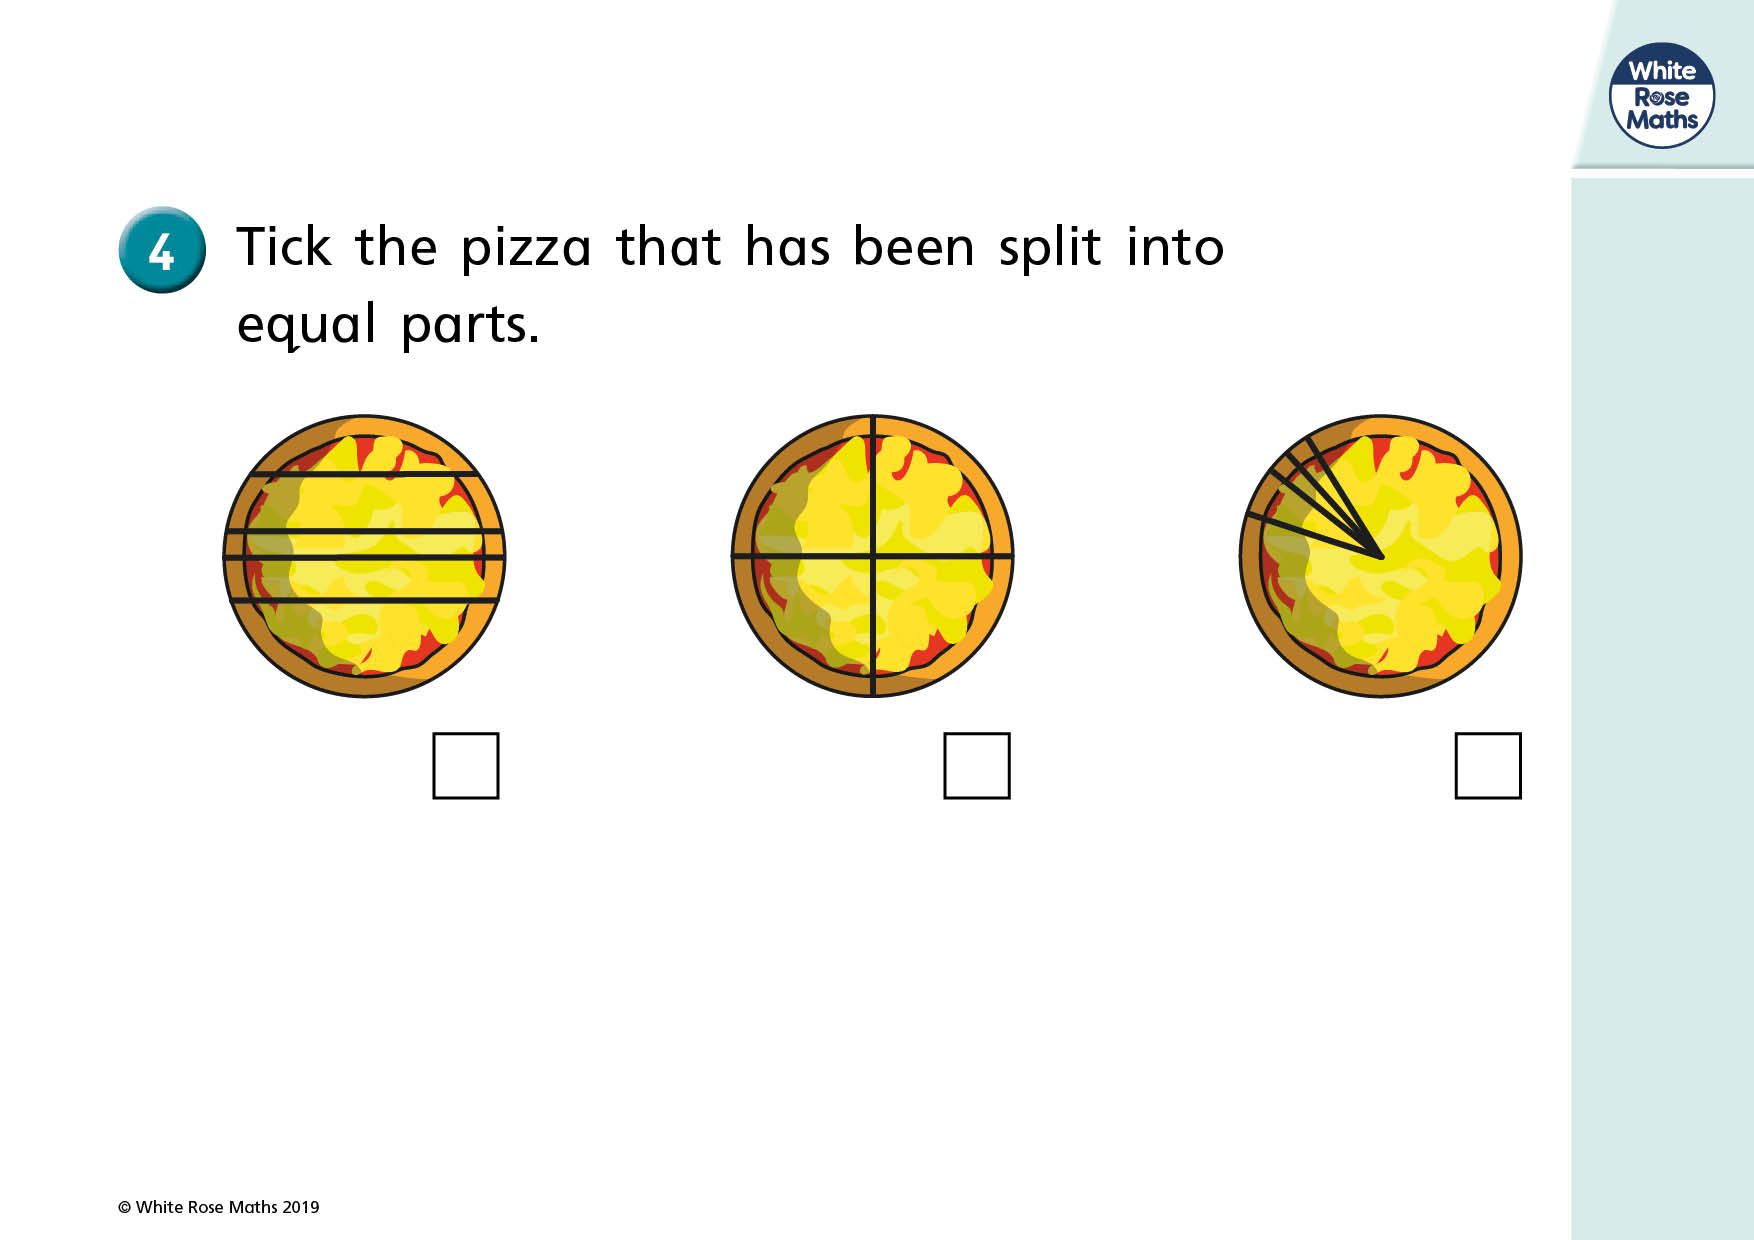 White
Rose
Maths
4 Tick the pizza that has been split into
equal parts.
© White Rose Maths 2019